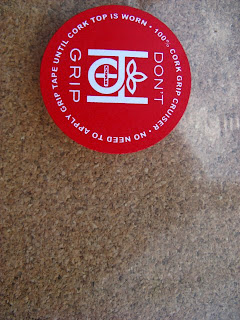 100% CORK GRIP CRUISER • NO NEED TO APPLY GRIP TAPE UNTIL CORK TOP IS WORN •
DON'T
GRIP